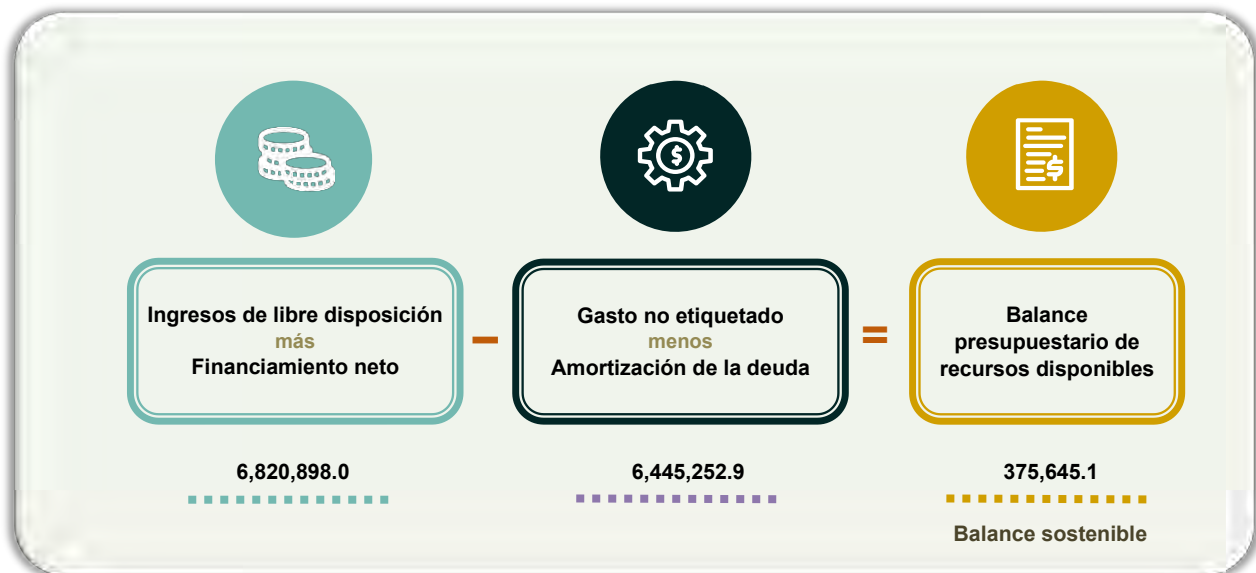 Ingresos de libre disposición
más
Financiamiento neto
−
Gasto no etiquetado
menos
Amortización de la deuda
=
Balance
presupuestario de
recursos disponibles
6,820,898.0
6,445,252.9
375,645.1
Balance sostenible